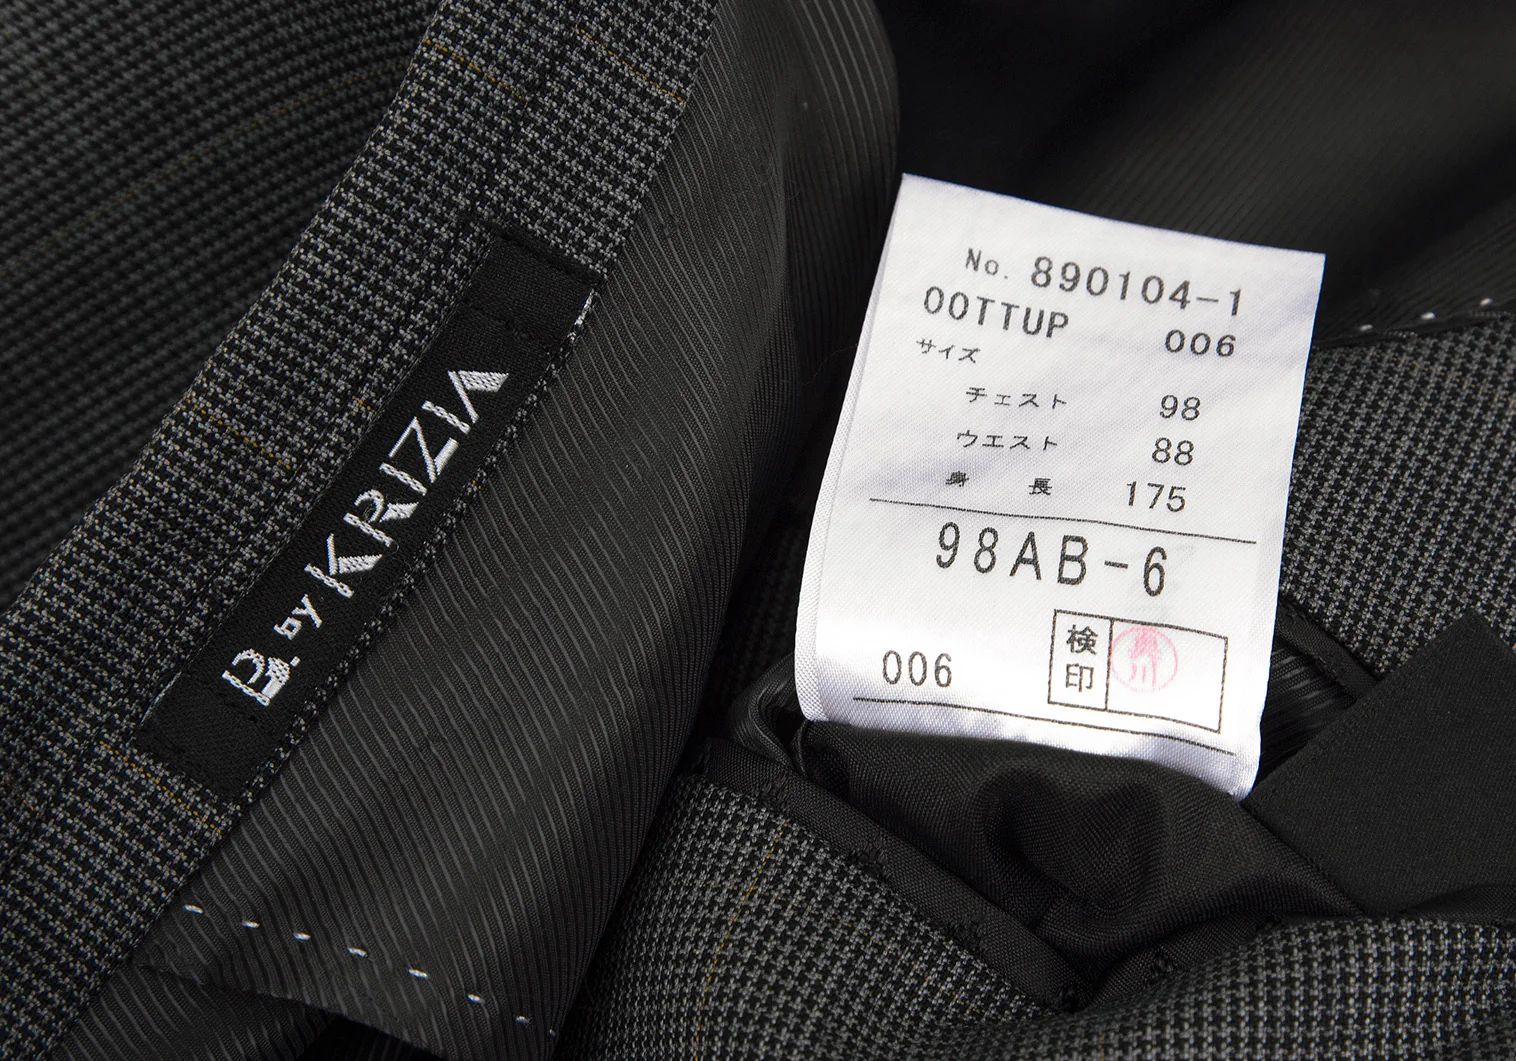 B. by KRIZIA
No. 890104-1
00TTUP 006
サイズ
チェスト 98
ウエスト 88
身長 175
98AB-6
006
検印